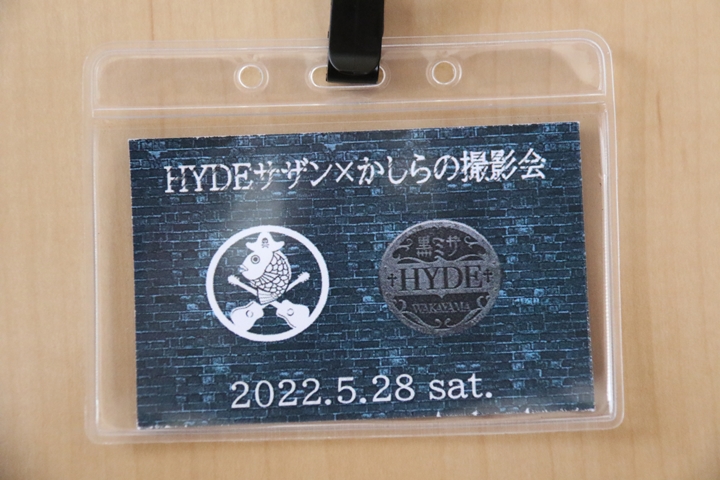 HYDEサザン×かしらの撮影会
黒ミサ
HYDE
WAKAYAMA
2022.5.28 sat.